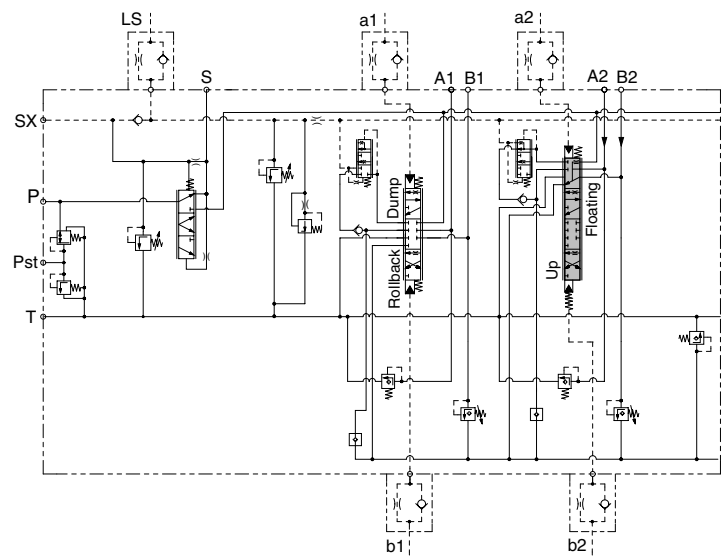 LS
a1
a2
S
A1
B1
A2
B2
SX
P
Dump
Floating
Pst
Rollback
Up
T
b1
b2